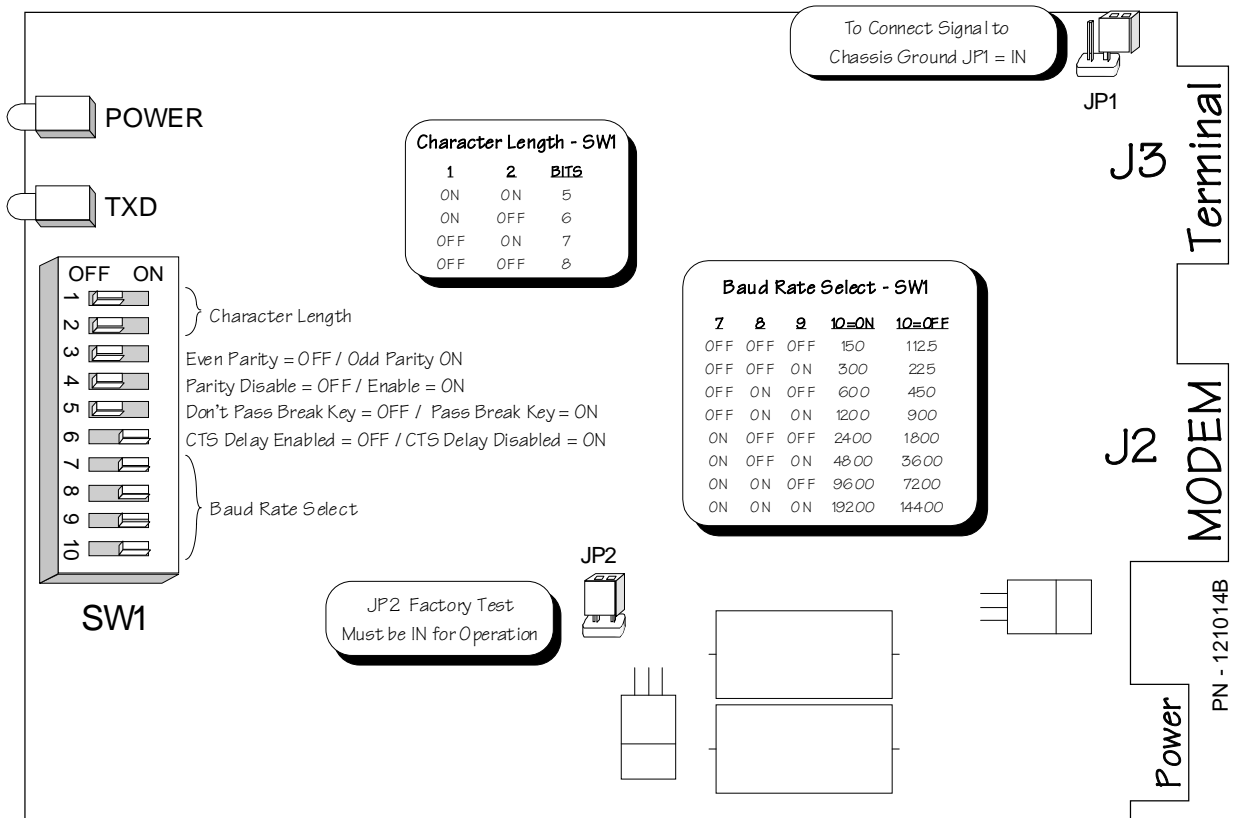 To Connect Signal to
Chassis Ground JP1 = IN
JP1
J3
Terminal
POWER
TXD
Character Length - SW1
1 2 BITS
ON ON 5
ON OFF 6
OFF ON 7
OFF OFF 8
OFF ON
1
2
3
4
5
6
7
8
9
10
SW1
Character Length
Even Parity = OFF / Odd Parity ON
Parity Disable = OFF / Enable = ON
Don't Pass Break Key = OFF / Pass Break Key = ON
CTS Delay Enabled = OFF / CTS Delay Disabled = ON
Baud Rate Select
Baud Rate Select - SW1
7 8 9 10=ON 10=OFF
OFF OFF OFF 150 112.5
OFF OFF ON 300 225
OFF ON OFF 600 450
OFF ON ON 1200 900
ON OFF OFF 2400 1800
ON OFF ON 4800 3600
ON ON OFF 9600 7200
ON ON ON 19200 14400
J2
MODEM
JP2
JP2 Factory Test
Must be IN for Operation
PN - 121014B
Power